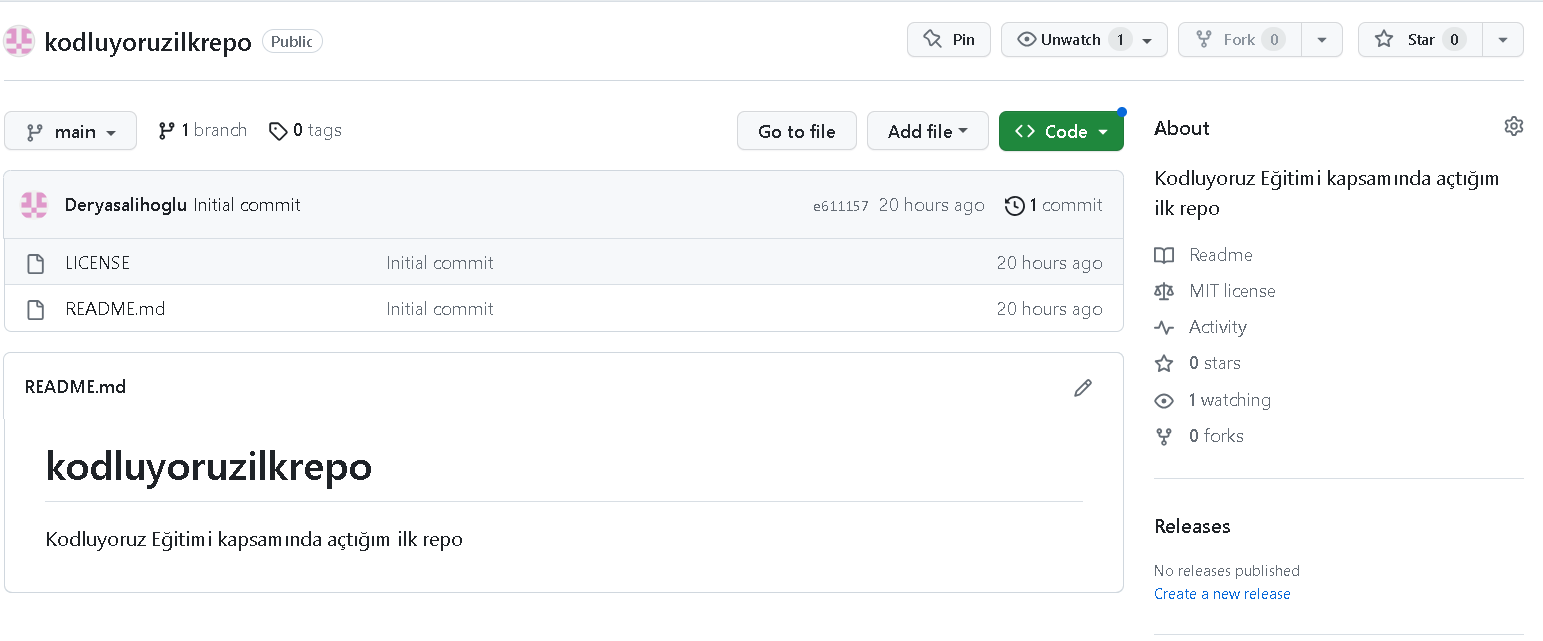 kodluyoruzilkrepo Public Pin Unwatch 1 Fork 0 Star 0
main 1 branch 0 tags Go to file Add file Code
Deryasalihoglu Initial commit e611157 20 hours ago 1 commit
LICENSE Initial commit 20 hours ago
README.md Initial commit 20 hours ago
README.md
kodluyoruzilkrepo
Kodluyoruz Eğitimi kapsamında açtığım ilk repo
About
Kodluyoruz Eğitimi kapsamında açtığım
ilk repo
Readme
MIT license
Activity
0 stars
1 watching
0 forks
Releases
No releases published
Create a new release